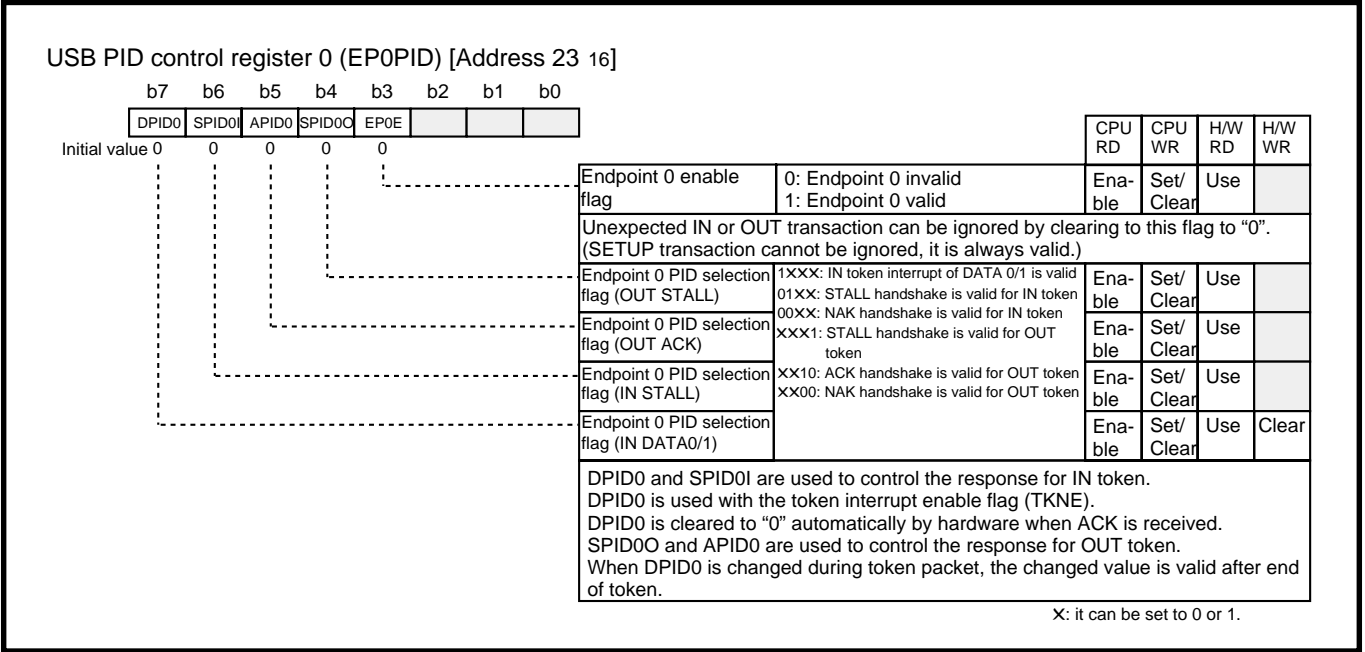 USB PID control register 0 (EP0PID) [Address 23 16]
b7 b6 b5 b4 b3 b2 b1 b0
DPID0 SPID0I APID0 SPID0O EP0E
Initial value 0 0 0 0 0
CPU RD
CPU WR
H/W RD
H/W WR
Endpoint 0 enable
flag
0: Endpoint 0 invalid
1: Endpoint 0 valid
Ena-
ble
Set/
Clear
Use
Unexpected IN or OUT transaction can be ignored by clearing to this flag to “0”.
(SETUP transaction cannot be ignored, it is always valid.)
Endpoint 0 PID selection
flag (OUT STALL)
1XXX: IN token interrupt of DATA 0/1 is valid
01XX: STALL handshake is valid for IN token
00XX: NAK handshake is valid for IN token
XXX1: STALL handshake is valid for OUT
token
XX10: ACK handshake is valid for OUT token
XX00: NAK handshake is valid for OUT token
Ena-
ble
Set/
Clear
Use
Endpoint 0 PID selection
flag (OUT ACK)
Ena-
ble
Set/
Clear
Use
Endpoint 0 PID selection
flag (IN STALL)
Ena-
ble
Set/
Clear
Use
Endpoint 0 PID selection
flag (IN DATA0/1)
Ena-
ble
Set/
Clear
Use
Clear
DPID0 and SPID0I are used to control the response for IN token.
DPID0 is used with the token interrupt enable flag (TKNE).
DPID0 is cleared to “0” automatically by hardware when ACK is received.
SPID0O and APID0 are used to control the response for OUT token.
When DPID0 is changed during token packet, the changed value is valid after end
of token.
X: it can be set to 0 or 1.